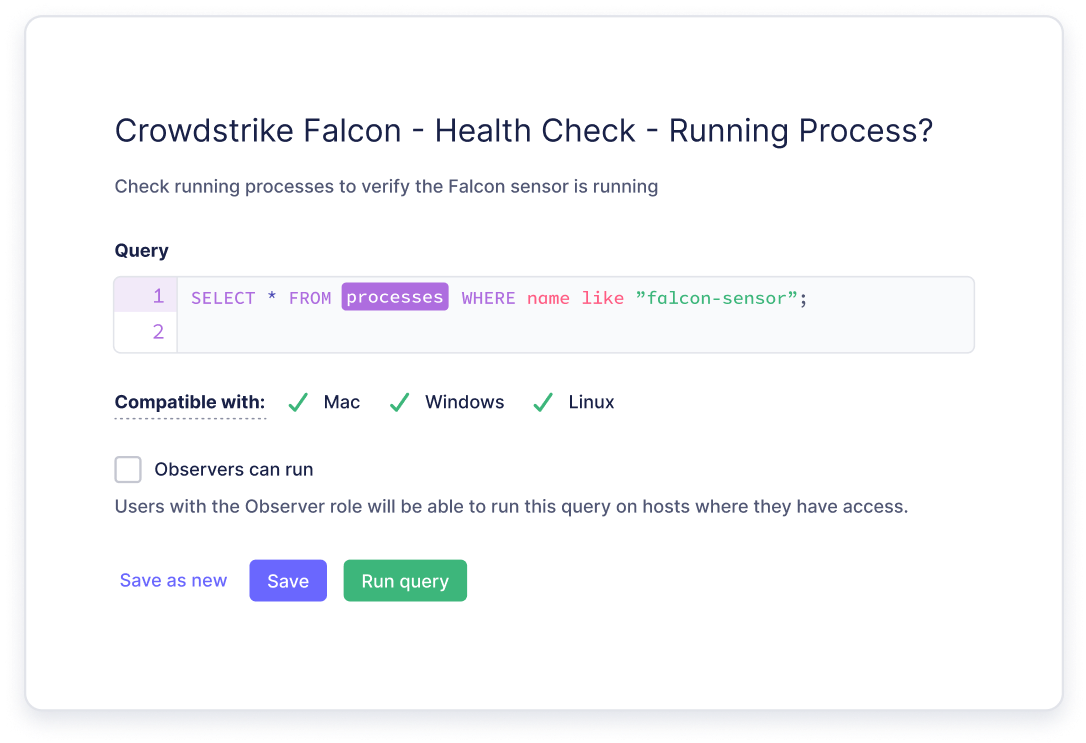 Crowdstrike Falcon - Health Check - Running Process?
Check running processes to verify the Falcon sensor is running
Query
1 SELECT * FROM processes WHERE name like ”falcon-sensor”;
2
Compatible with: Mac Windows Linux
Observers can run
Users with the Observer role will be able to run this query on hosts where they have access.
Save as new Save Run query